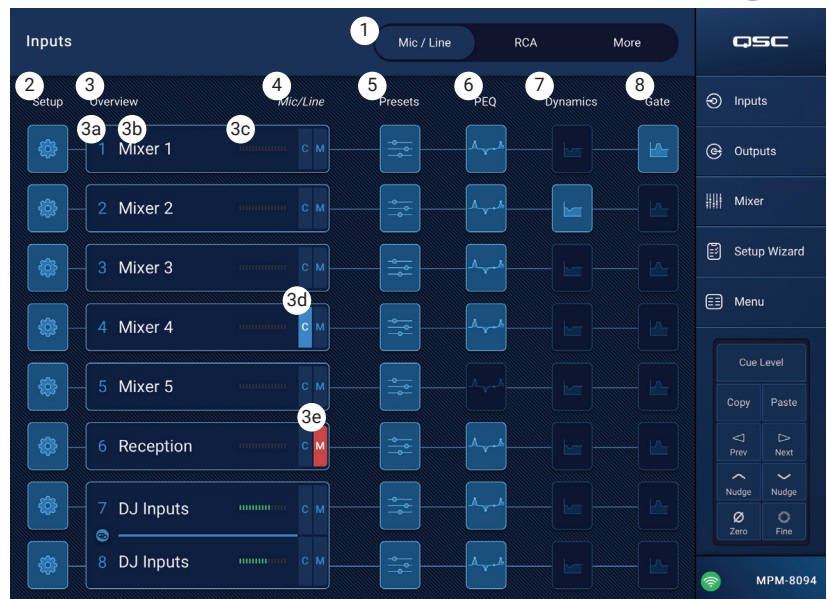 Inputs
1
Mic / Line RCA More
QSC
2 3 4 5 6 7 8
Setup Overview Mic/Line Presets PEQ Dynamics Gate
3a 3b 3c
1 Mixer 1 C M
2 Mixer 2 C M
3 Mixer 3 C M
3d
4 Mixer 4 C M
5 Mixer 5 C M
3e
6 Reception C M
7 DJ Inputs C M
8 DJ Inputs C M
Inputs
Outputs
Mixer
Setup Wizard
Menu
Cue Level
Copy Paste
Prev Next
Nudge Nudge
Zero Fine
MPM-8094